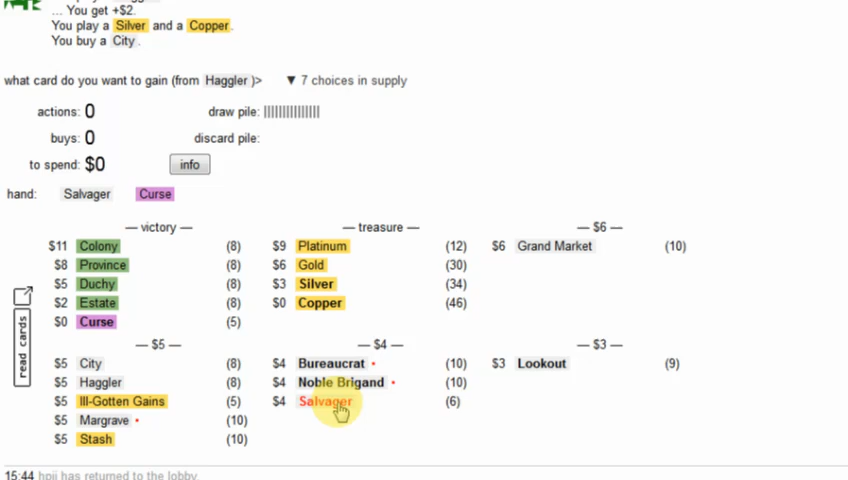 ... You get +$2.
You play a Silver and a Copper.
You buy a City.
what card do you want to gain (from Haggler )> ▼ 7 choices in supply
actions: 0 draw pile:
buys: 0 discard pile:
to spend: $0 info
hand: Salvager Curse
— victory — — treasure — — $6 —
$11 Colony (8) $9 Platinum (12) $6 Grand Market (10)
$8 Province (8) $6 Gold (30)
$5 Duchy (8) $3 Silver (34)
$2 Estate (8) $0 Copper (46)
$0 Curse (5)
read cards
— $5 — — $4 — — $3 —
$5 City (8) $4 Bureaucrat • (10) $3 Lookout (9)
$5 Haggler (8) $4 Noble Brigand • (10)
$5 Ill-Gotten Gains (5) $4 Salvager (6)
$5 Margrave • (10)
$5 Stash (10)
15:44 hpii has returned to the lobby.